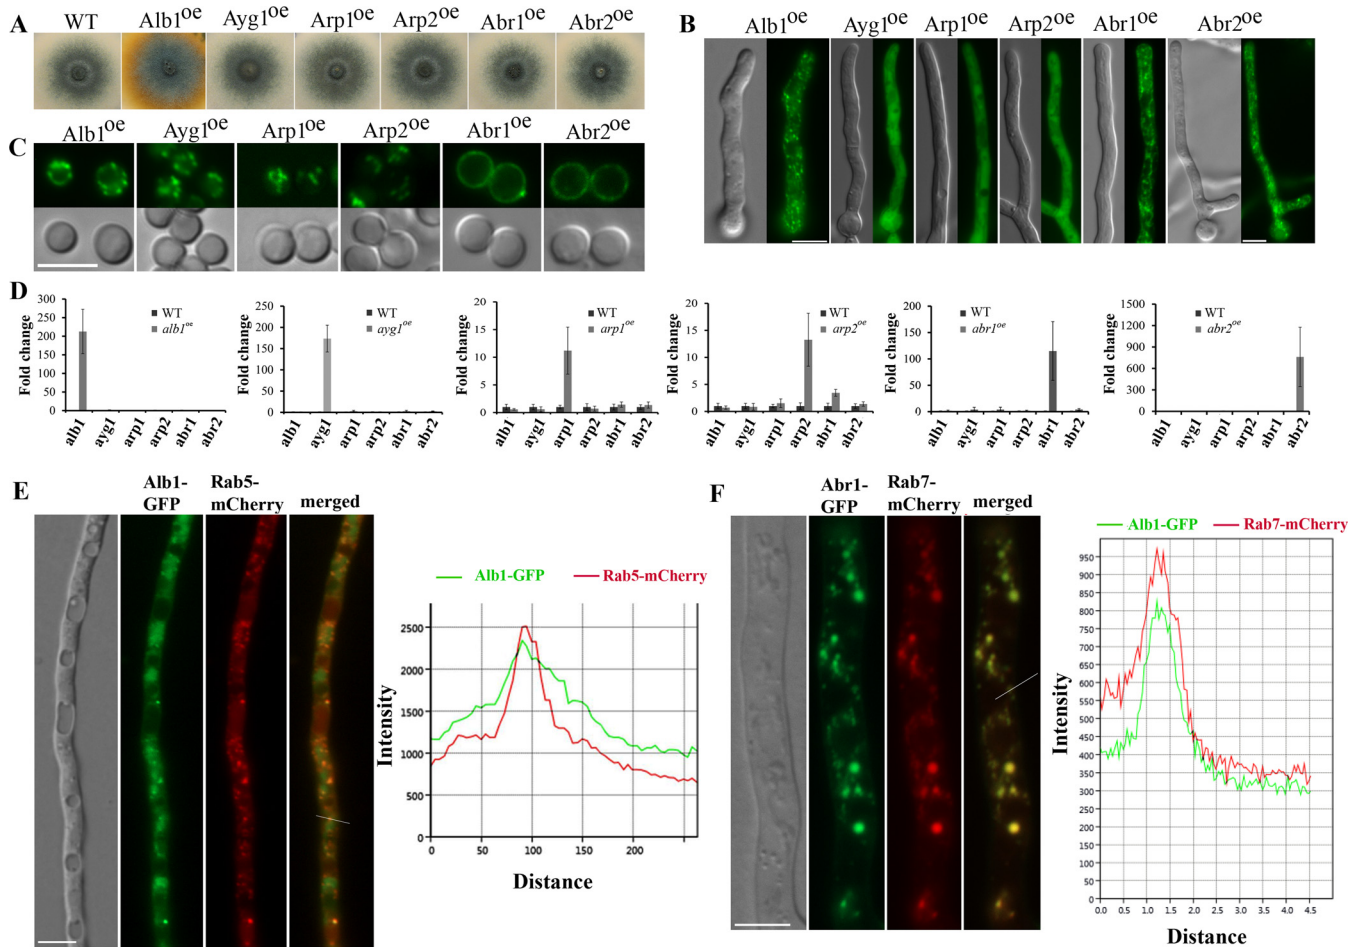 A
WT Alb1oe Ayg1oe Arp1oe Arp2oe Abr1oe Abr2oe
B
Alb1oe Ayg1oe Arp1oe Arp2oe Abr1oe Abr2oe
C
Alb1oe Ayg1oe Arp1oe Arp2oe Abr1oe Abr2oe
D
Fold change
300
250
200
150
100
50
0
WT
alb1oe
alb1 ayg1 arp1 arp2 abr1 abr2
Fold change
250
200
150
100
50
0
WT
ayg1oe
alb1 ayg1 arp1 arp2 abr1 abr2
Fold change
20
15
10
5
0
WT
arp1oe
alb1 ayg1 arp1 arp2 abr1 abr2
Fold change
20
15
10
5
0
WT
arp2oe
alb1 ayg1 arp1 arp2 abr1 abr2
Fold change
200
150
100
50
0
WT
abr1oe
alb1 ayg1 arp1 arp2 abr1 abr2
Fold change
1500
1200
900
600
300
0
WT
abr2oe
alb1 ayg1 arp1 arp2 abr1 abr2
E
Alb1-
GFP
Rab5-
mCherry
merged
Alb1-GFP Rab5-mCherry
Intensity
2500
2000
1500
1000
500
0
0 50 100 150 200
Distance
F
Abr1-
GFP
Rab7-
mCherry
merged
Alb1-GFP Rab7-mCherry
Intensity
950
900
850
800
750
700
650
600
550
500
450
400
350
300
250
200
150
100
50
0
0.0 0.5 1.0 1.5 2.0 2.5 3.0 3.5 4.0 4.5
Distance